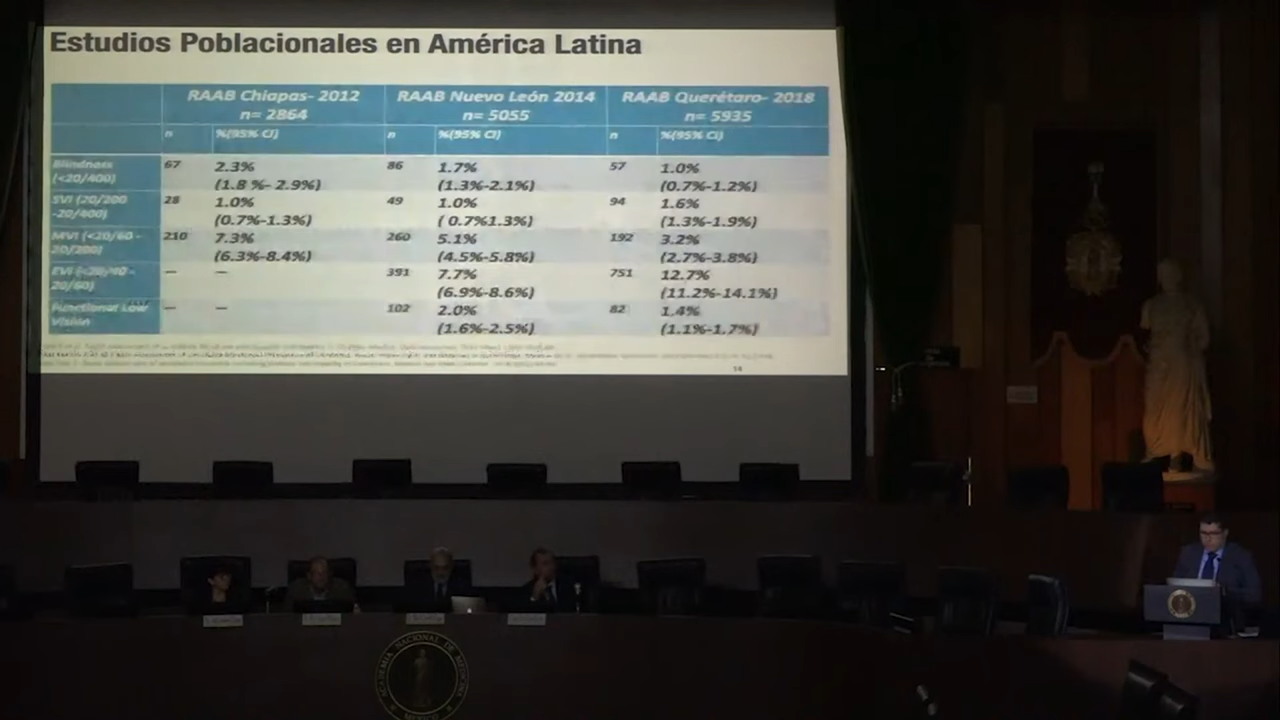 Estudios Poblacionales en América Latina
RAAB Chiapas- 2012 RAAB Nuevo León 2014 RAAB Querétaro- 2018
n= 2864 n= 5055 n= 5935
n %(95% CI) n %(95% CI) n %(95% CI)
Blindness 67 2.3% 86 1.7% 57 1.0%
(<20/400) (1.8 %- 2.9%) (1.3%-2.1%) (0.7%-1.2%)
SVI (20/200 28 1.0% 49 1.0% 94 1.6%
-20/400) (0.7%-1.3%) ( 0.7%1.3%) (1.3%-1.9%)
MVI (<20/60 - 210 7.3% 260 5.1% 192 3.2%
20/200) (6.3%-8.4%) (4.5%-5.8%) (2.7%-3.8%)
EVI (<20/40 - — — 391 7.7% 751 12.7%
20/60) (6.9%-8.6%) (11.2%-14.1%)
Functional Low — — 102 2.0% 82 1.4%
Vision (1.6%-2.5%) (1.1%-1.7%)
14
ACADEMIA NACIONAL DE MEDICINA
MEXICO